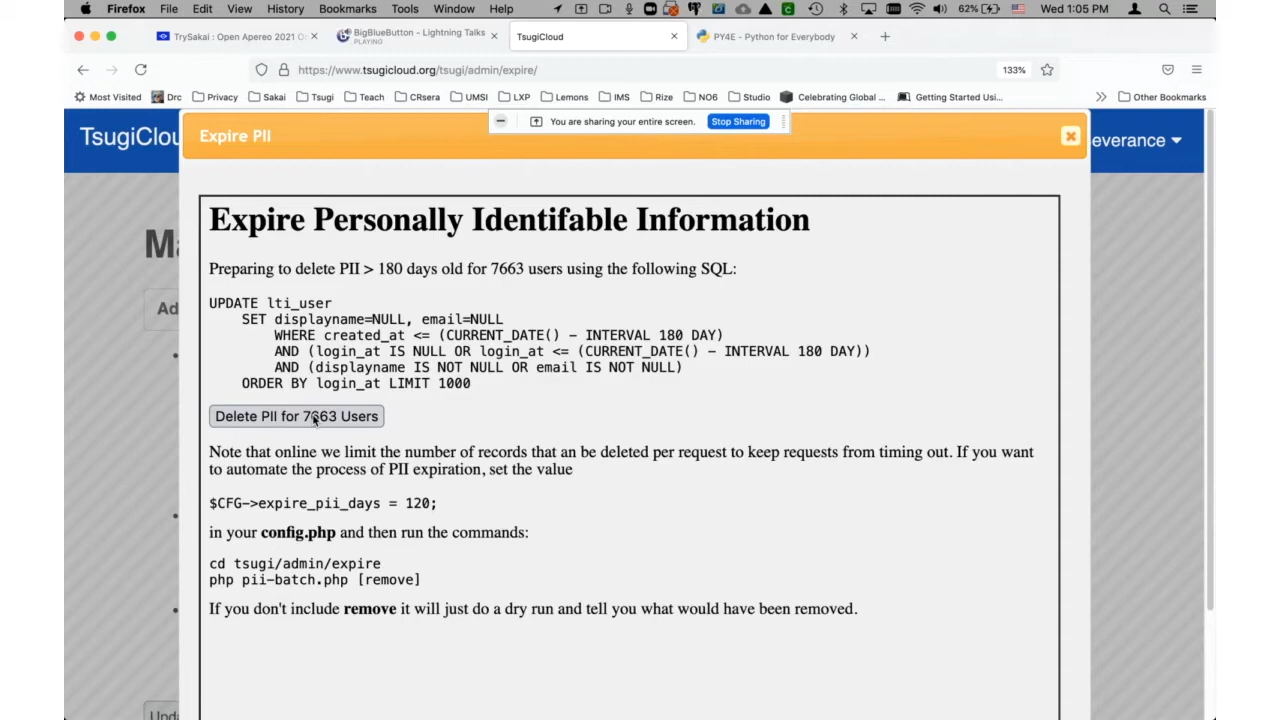 Firefox File Edit View History Bookmarks Tools Window Help 62% Wed 1:05 PM
TrySakai : Open Apereo 2021 O
BigBlueButton - Lightning Talks
PLAYING
TsugiCloud
PY4E - Python for Everybody
https://www.tsugicloud.org/tsugi/admin/expire/ 133%
Most Visited Drc Privacy Sakai Tsugi Teach CRsera UMSI LXP Lemons IMS Rize NO6 Studio Celebrating Global ... Getting Started Usi... Other Bookmarks
You are sharing your entire screen. Stop Sharing
TsugiClou
Expire PII
everance
Ma
Ad
Expire Personally Identifable Information
Preparing to delete PII > 180 days old for 7663 users using the following SQL:
UPDATE lti_user
SET displayname=NULL, email=NULL
WHERE created_at <= (CURRENT_DATE() - INTERVAL 180 DAY)
AND (login_at IS NULL OR login_at <= (CURRENT_DATE() - INTERVAL 180 DAY))
AND (displayname IS NOT NULL OR email IS NOT NULL)
ORDER BY login_at LIMIT 1000
Delete PII for 7663 Users
Note that online we limit the number of records that an be deleted per request to keep requests from timing out. If you want
to automate the process of PII expiration, set the value
$CFG->expire_pii_days = 120;
in your config.php and then run the commands:
cd tsugi/admin/expire
php pii-batch.php [remove]
If you don't include remove it will just do a dry run and tell you what would have been removed.
Upda